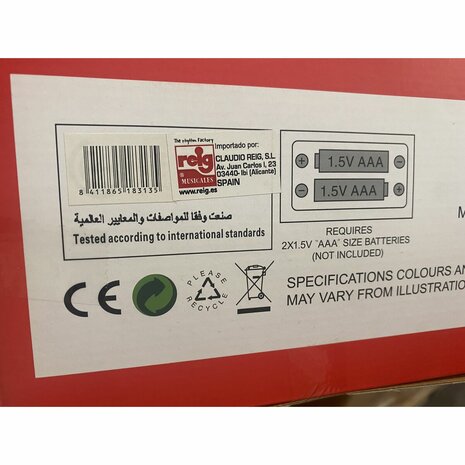 The rhythm Factory
reig
MUSICALES
www.reig.es
Importado por:
CLAUDIO REIG, S.L.
Av. Juan Carlos I, 23
03440- Ibi (Alicante)
SPAIN
8 411865 183135
1.5V AAA
1.5V AAA
صنعت وفقا للمواصفات والمعايير العالمية
Tested according to international standards
REQUIRES
2X1.5V `AAA` SIZE BATTERIES
(NOT INCLUDED)
CE
PLEASE
RECYCLE
SPECIFICATIONS COLOURS AN
MAY VARY FROM ILLUSTRATIO
M